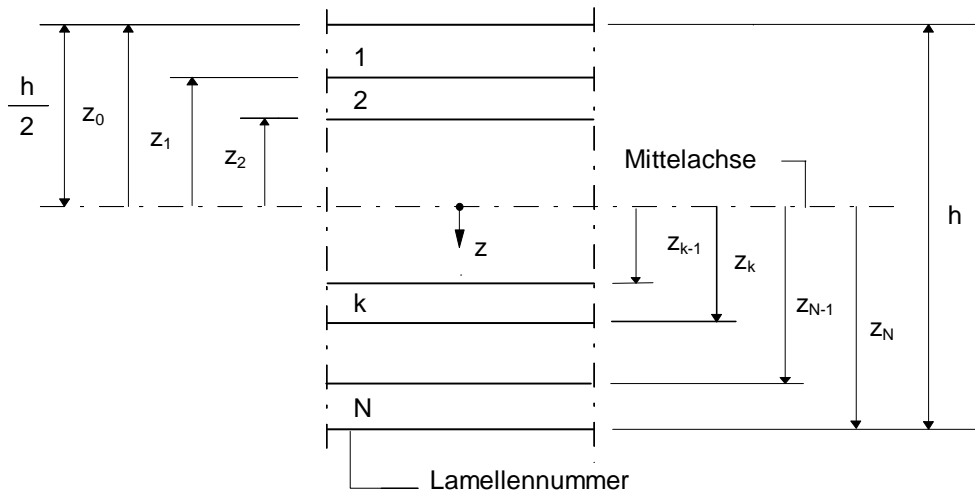 1
h
2
z0
z1
z2
2
Mittelachse
h
z
zk-1
zk
zN-1
zN
k
N
Lamellennummer